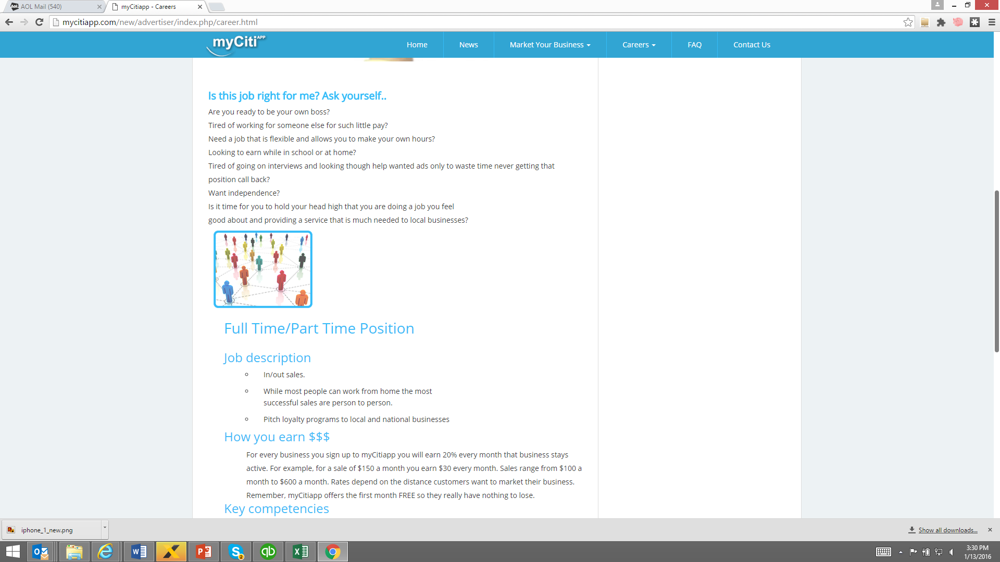 AOL Mail (540)
myCitiapp - Careers
mycitiapp.com/new/advertiser/index.php/career.html
myCiti APP
Home
News
Market Your Business
Careers
FAQ
Contact Us
Is this job right for me? Ask yourself..
Are you ready to be your own boss?
Tired of working for someone else for such little pay?
Need a job that is flexible and allows you to make your own hours?
Looking to earn while in school or at home?
Tired of going on interviews and looking though help wanted ads only to waste time never getting that
position call back?
Want independence?
Is it time for you to hold your head high that you are doing a job you feel
good about and providing a service that is much needed to local businesses?
Full Time/Part Time Position
Job description
In/out sales.
While most people can work from home the most
successful sales are person to person.
Pitch loyalty programs to local and national businesses
How you earn $$$
For every business you sign up to myCitiapp you will earn 20% every month that business stays
active. For example, for a sale of $150 a month you earn $30 every month. Sales range from $100 a
month to $600 a month. Rates depend on the distance customers want to market their business.
Remember, myCitiapp offers the first month FREE so they really have nothing to lose.
Key competencies
iphone_1_new.png
Show all downloads...
3:30 PM
1/13/2016